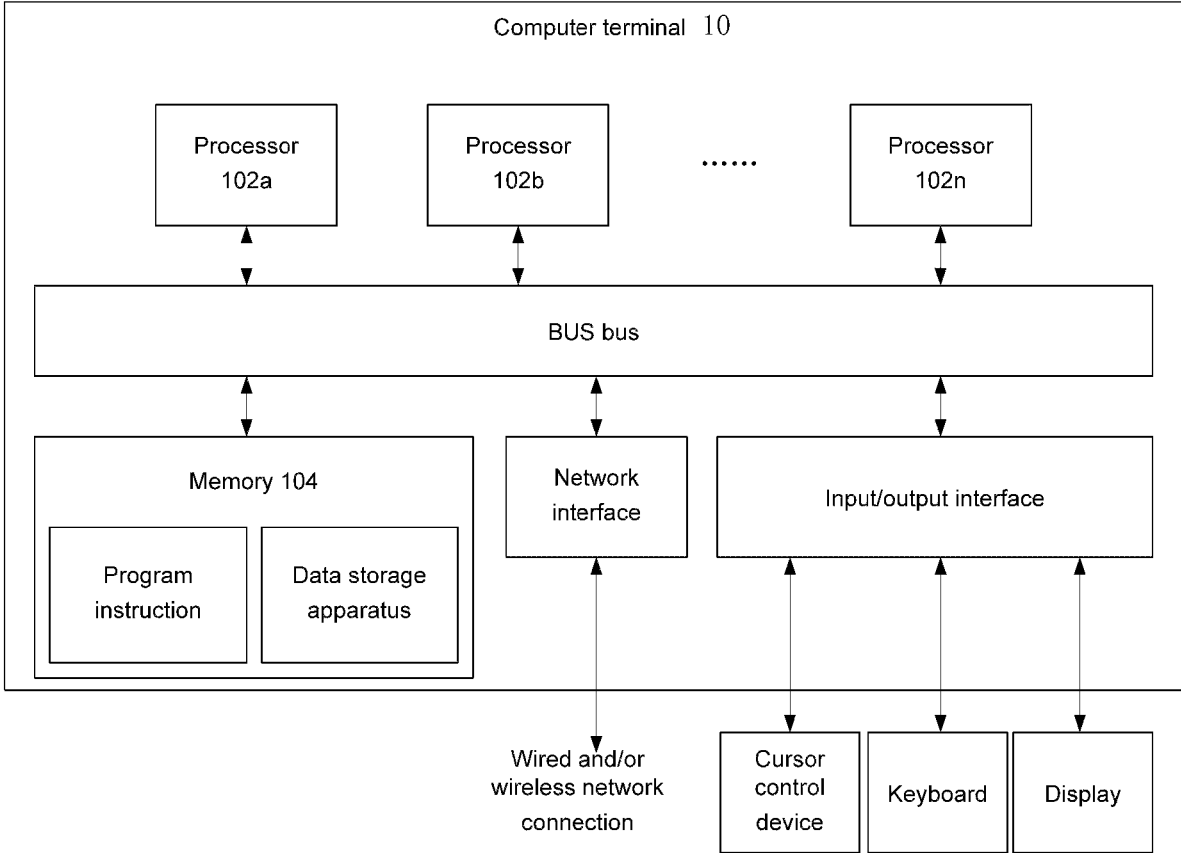 Computer terminal 10
Processor
102a
Processor
102b
......
Processor
102n
BUS bus
Memory 104
Program
instruction
Data storage
apparatus
Network
interface
Input/output interface
Wired and/or
wireless network
connection
Cursor
control
device
Keyboard
Display